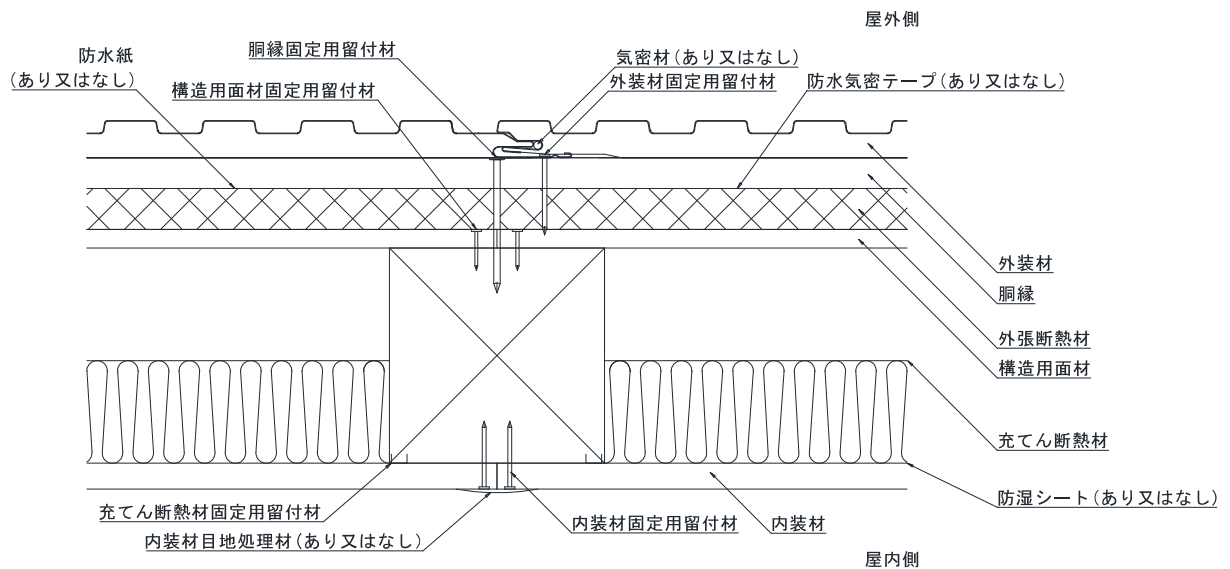 屋外側
防水紙
(あり又はなし)
胴縁固定用留付材
構造用面材固定用留付材
気密材(あり又はなし)
外装材固定用留付材
防水気密テープ(あり又はなし)
外装材
胴縁
外張断熱材
構造用面材
充てん断熱材
防湿シート(あり又はなし)
充てん断熱材固定用留付材
内装材目地処理材(あり又はなし)
内装材固定用留付材
内装材
屋内側